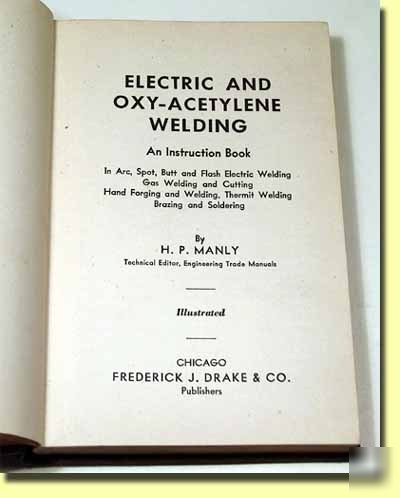 ELECTRIC AND
OXY-ACETYLENE
WELDING
An Instruction Book
In Arc, Spot, Butt and Flash Electric Welding
Gas Welding and Cutting
Hand Forging and Welding, Thermit Welding
Brazing and Soldering
By
H. P. MANLY
Technical Editor, Engineering Trade Manuals
Illustrated
CHICAGO
FREDERICK J. DRAKE & CO.
Publishers